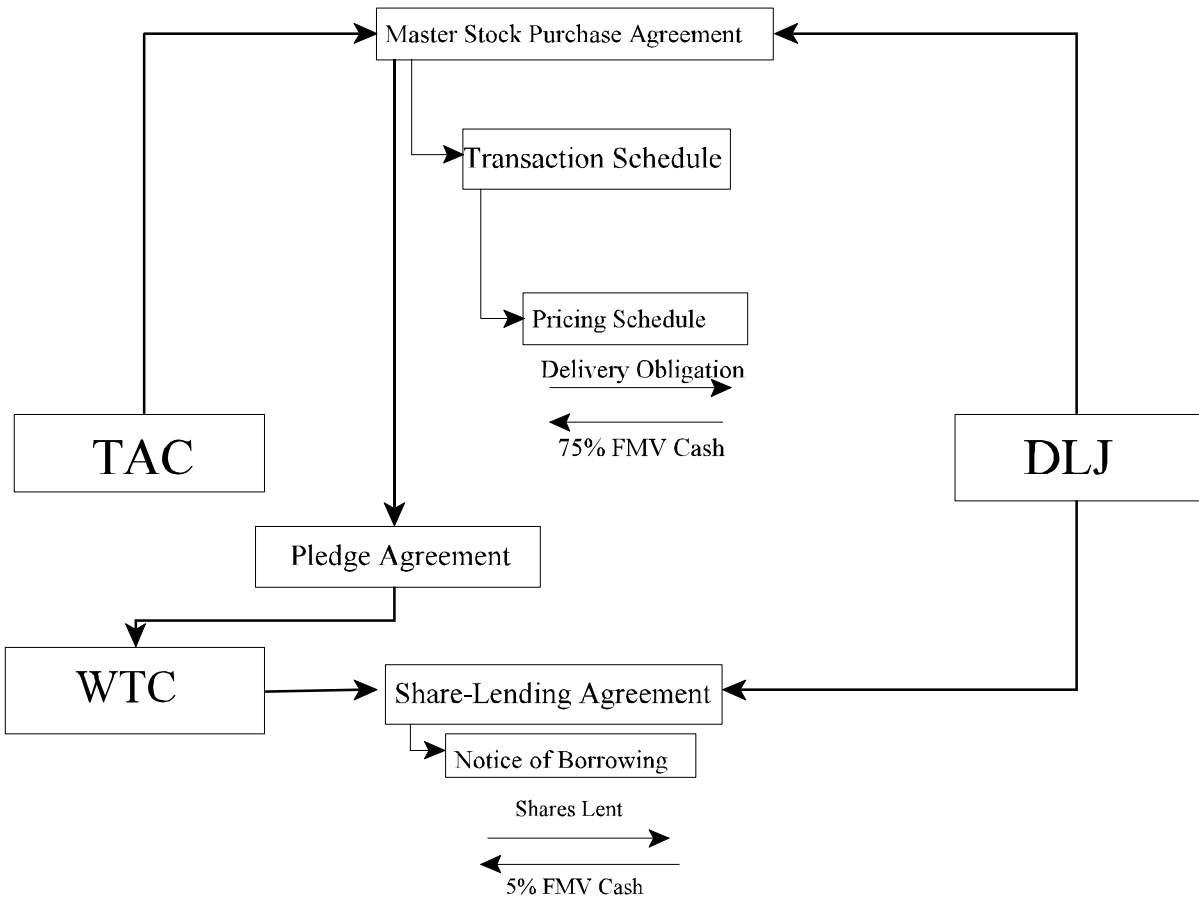 Master Stock Purchase Agreement
Transaction Schedule
Pricing Schedule
Delivery Obligation
75% FMV Cash
TAC
DLJ
Pledge Agreement
WTC
Share-Lending Agreement
Notice of Borrowing
Shares Lent
5% FMV Cash